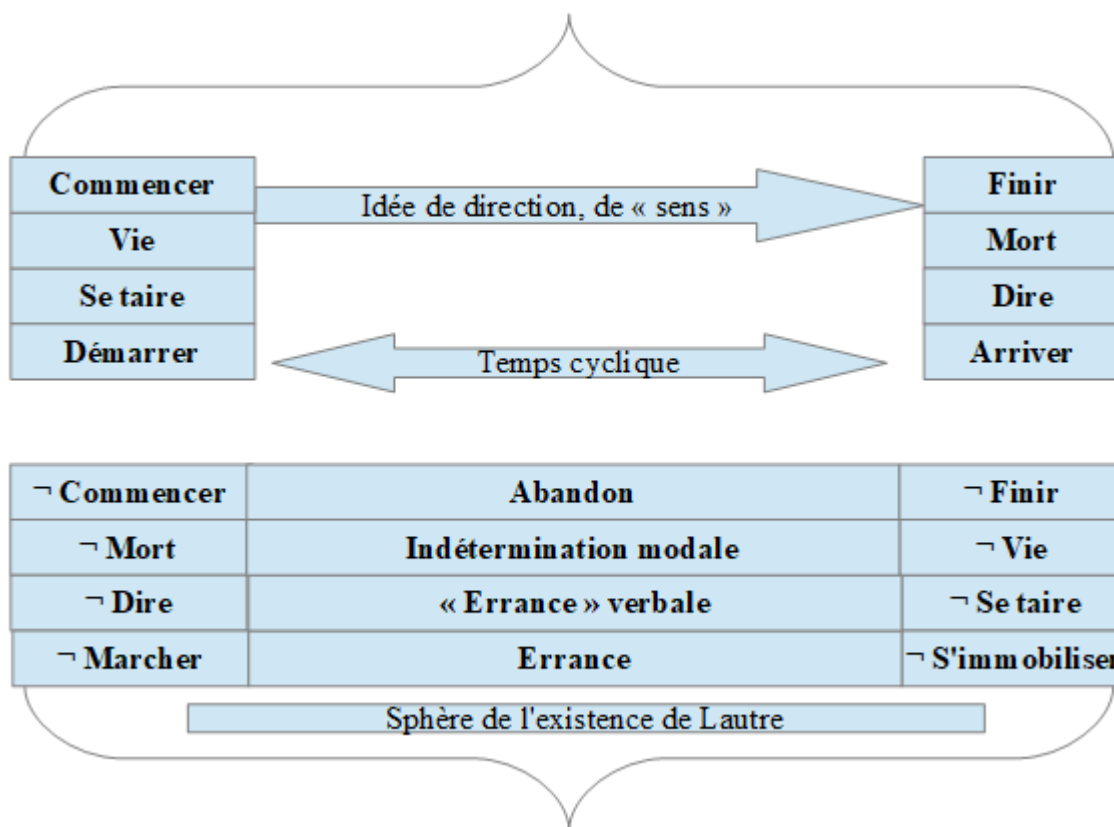 Commencer
Idée de direction, de « sens »
Finir
Vie
Mort
Se taire
Dire
Démarrer
Temps cyclique
Arriver
¬ Commencer
Abandon
¬ Finir
¬ Mort
Indétermination modale
¬ Vie
¬ Dire
« Errance » verbale
¬ Se taire
¬ Marcher
Errance
¬ S'immobiliser
Sphère de l'existence de Lautre